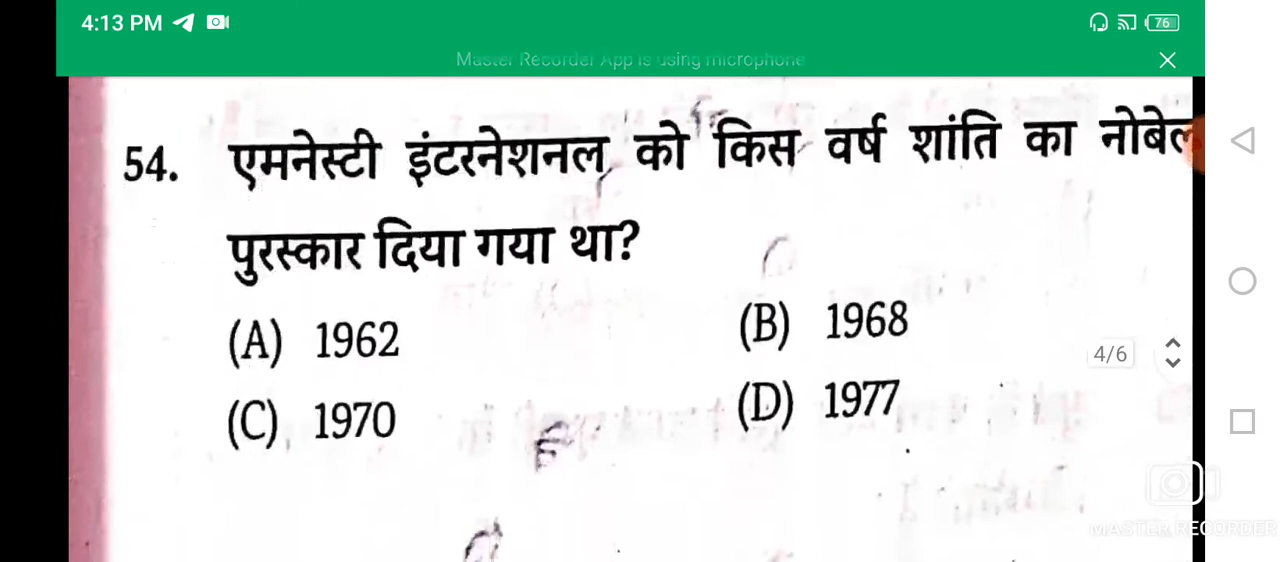 4:13 PM
76
Master Recorder App is using microphone
54. एमनेस्टी इंटरनेशनल को किस वर्ष शांति का नोबेल
पुरस्कार दिया गया था?
(A) 1962 (B) 1968
4/6
(C) 1970 (D) 1977
MASTER RECORDER